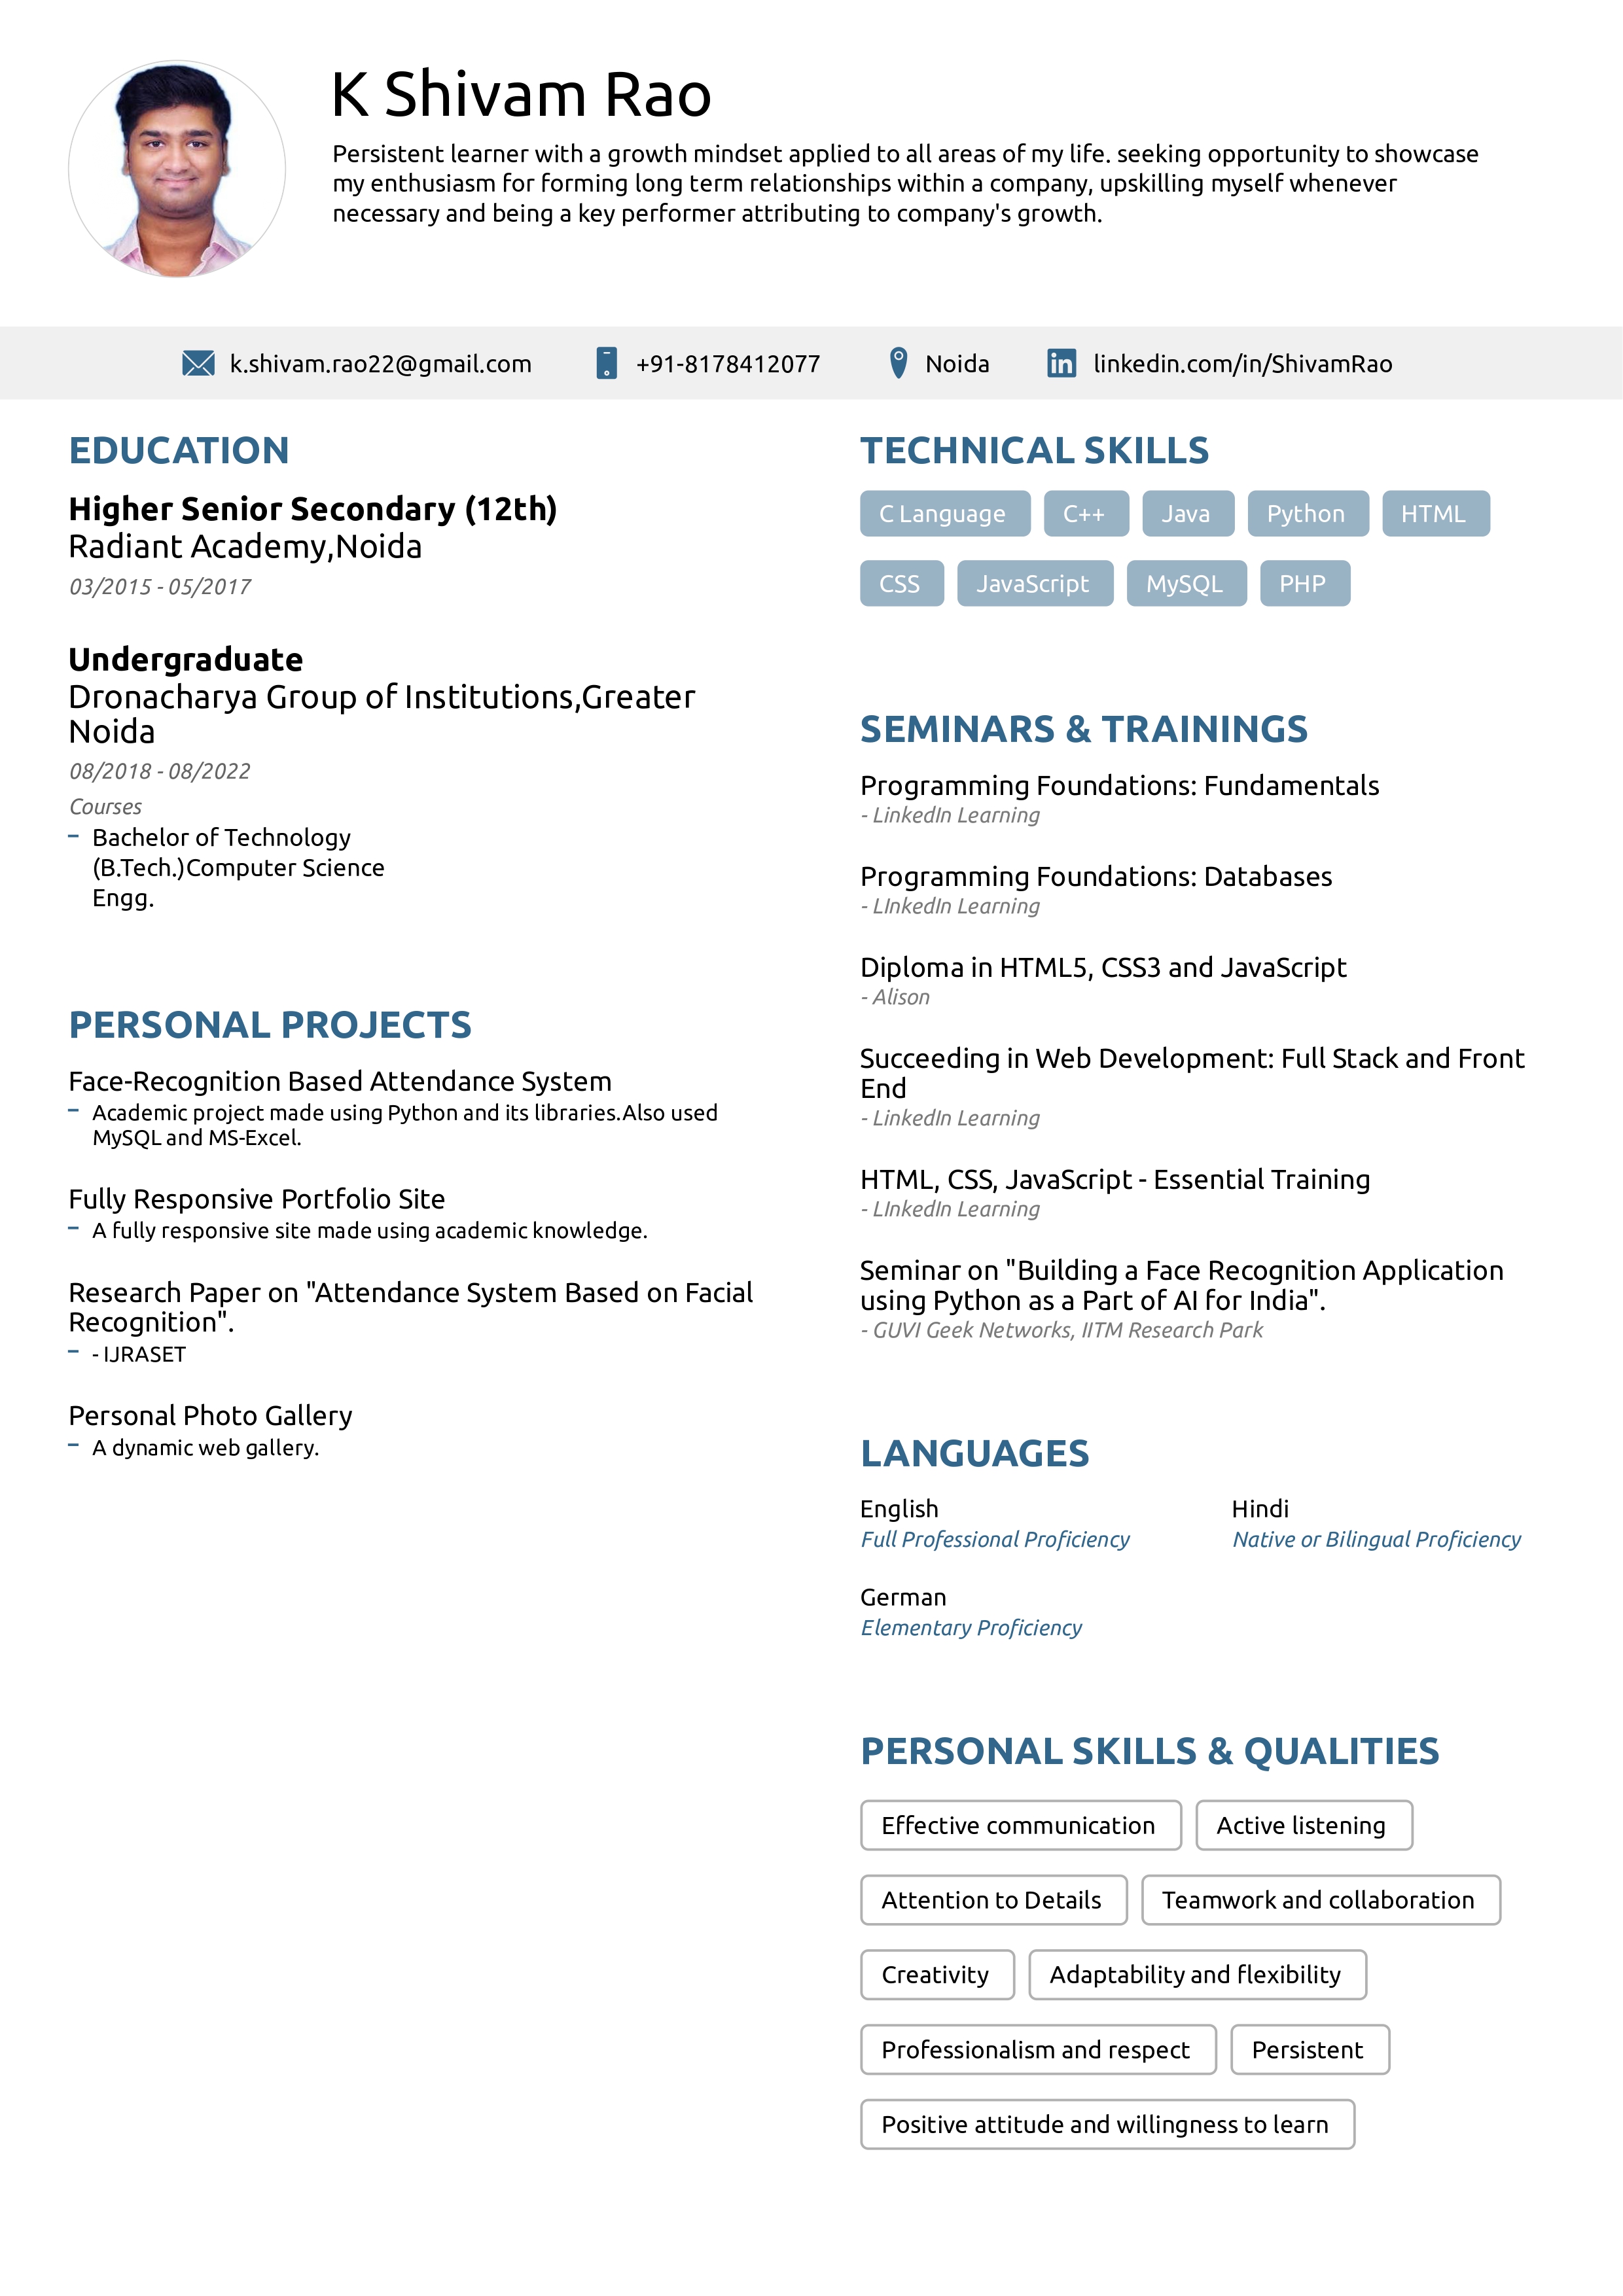 K Shivam Rao
Persistent learner with a growth mindset applied to all areas of my life. seeking opportunity to showcase
my enthusiasm for forming long term relationships within a company, upskilling myself whenever
necessary and being a key performer attributing to company's growth.
k.shivam.rao22@gmail.com
+91-8178412077
Noida
linkedin.com/in/ShivamRao
EDUCATION
Higher Senior Secondary (12th)
Radiant Academy,Noida
03/2015 - 05/2017
Undergraduate
Dronacharya Group of Institutions,Greater
Noida
08/2018 - 08/2022
Courses
– Bachelor of Technology
(B.Tech.)Computer Science
Engg.
PERSONAL PROJECTS
Face-Recognition Based Attendance System
– Academic project made using Python and its libraries.Also used
MySQL and MS-Excel.
Fully Responsive Portfolio Site
– A fully responsive site made using academic knowledge.
Research Paper on "Attendance System Based on Facial
Recognition".
– - IJRASET
Personal Photo Gallery
– A dynamic web gallery.
TECHNICAL SKILLS
C Language C++ Java Python HTML
CSS JavaScript MySQL PHP
SEMINARS & TRAININGS
Programming Foundations: Fundamentals
- LinkedIn Learning
Programming Foundations: Databases
- LInkedIn Learning
Diploma in HTML5, CSS3 and JavaScript
- Alison
Succeeding in Web Development: Full Stack and Front
End
- LinkedIn Learning
HTML, CSS, JavaScript - Essential Training
- LInkedIn Learning
Seminar on "Building a Face Recognition Application
using Python as a Part of AI for India".
- GUVI Geek Networks, IITM Research Park
LANGUAGES
English
Full Professional Proficiency
Hindi
Native or Bilingual Proficiency
German
Elementary Proficiency
PERSONAL SKILLS & QUALITIES
Effective communication Active listening
Attention to Details Teamwork and collaboration
Creativity Adaptability and flexibility
Professionalism and respect Persistent
Positive attitude and willingness to learn